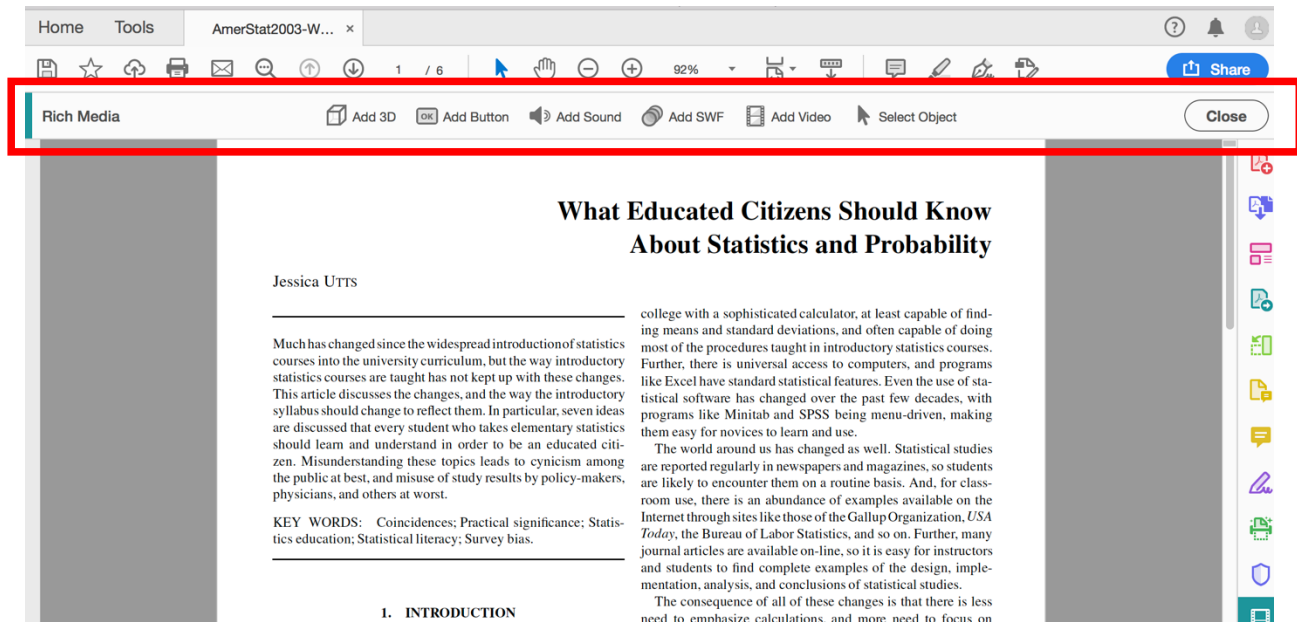 Home Tools AmerStat2003-W... ×
1 / 6 92% Share
Rich Media Add 3D OK Add Button Add Sound Add SWF Add Video Select Object Close
What Educated Citizens Should Know
About Statistics and Probability
Jessica UTTS
Much has changed since the widespread introduction of statistics
courses into the university curriculum, but the way introductory
statistics courses are taught has not kept up with these changes.
This article discusses the changes, and the way the introductory
syllabus should change to reflect them. In particular, seven ideas
are discussed that every student who takes elementary statistics
should learn and understand in order to be an educated citi-
zen. Misunderstanding these topics leads to cynicism among
the public at best, and misuse of study results by policy-makers,
physicians, and others at worst.
KEY WORDS: Coincidences; Practical significance; Statis-
tics education; Statistical literacy; Survey bias.
1. INTRODUCTION
college with a sophisticated calculator, at least capable of find-
ing means and standard deviations, and often capable of doing
most of the procedures taught in introductory statistics courses.
Further, there is universal access to computers, and programs
like Excel have standard statistical features. Even the use of sta-
tistical software has changed over the past few decades, with
programs like Minitab and SPSS being menu-driven, making
them easy for novices to learn and use.
The world around us has changed as well. Statistical studies
are reported regularly in newspapers and magazines, so students
are likely to encounter them on a routine basis. And, for class-
room use, there is an abundance of examples available on the
Internet through sites like those of the Gallup Organization, USA
Today, the Bureau of Labor Statistics, and so on. Further, many
journal articles are available on-line, so it is easy for instructors
and students to find complete examples of the design, imple-
mentation, analysis, and conclusions of statistical studies.
The consequence of all of these changes is that there is less
need to emphasize calculations, and more need to focus on